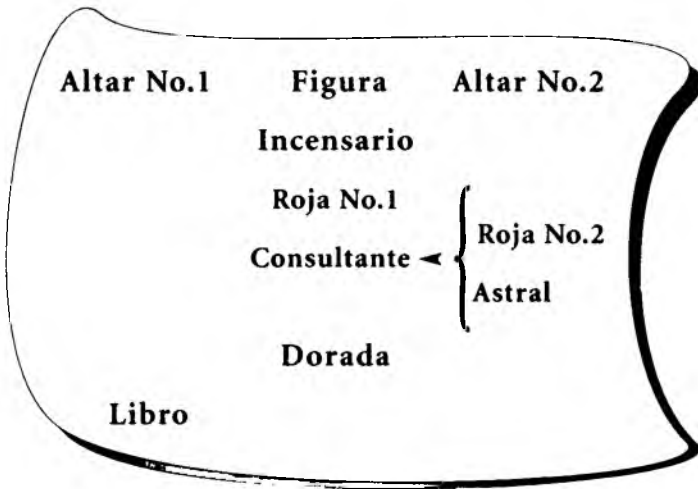 Altar No.1 Figura Altar No.2
Incensario
Roja No.1
Roja No.2
Consultante
Astral
Dorada
Libro